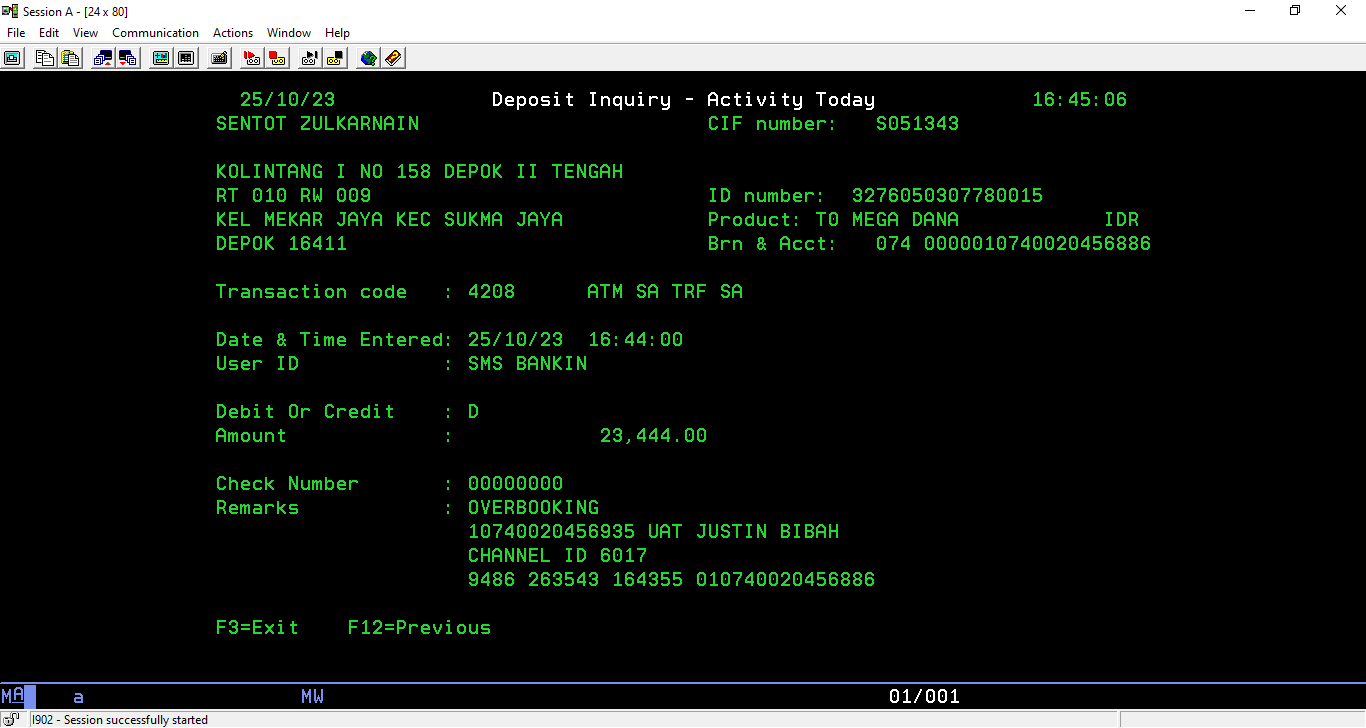 Session A - [24 x 80]
File Edit View Communication Actions Window Help
25/10/23 Deposit Inquiry - Activity Today 16:45:06
SENTOT ZULKARNAIN CIF number: S051343
KOLINTANG I NO 158 DEPOK II TENGAH
RT 010 RW 009 ID number: 3276050307780015
KEL MEKAR JAYA KEC SUKMA JAYA Product: T0 MEGA DANA IDR
DEPOK 16411 Brn & Acct: 074 0000010740020456886
Transaction code : 4208 ATM SA TRF SA
Date & Time Entered: 25/10/23 16:44:00
User ID : SMS BANKIN
Debit Or Credit : D
Amount : 23,444.00
Check Number : 00000000
Remarks : OVERBOOKING
10740020456935 UAT JUSTIN BIBAH
CHANNEL ID 6017
9486 263543 164355 010740020456886
F3=Exit F12=Previous
MA a MW 01/001
I902 - Session successfully started